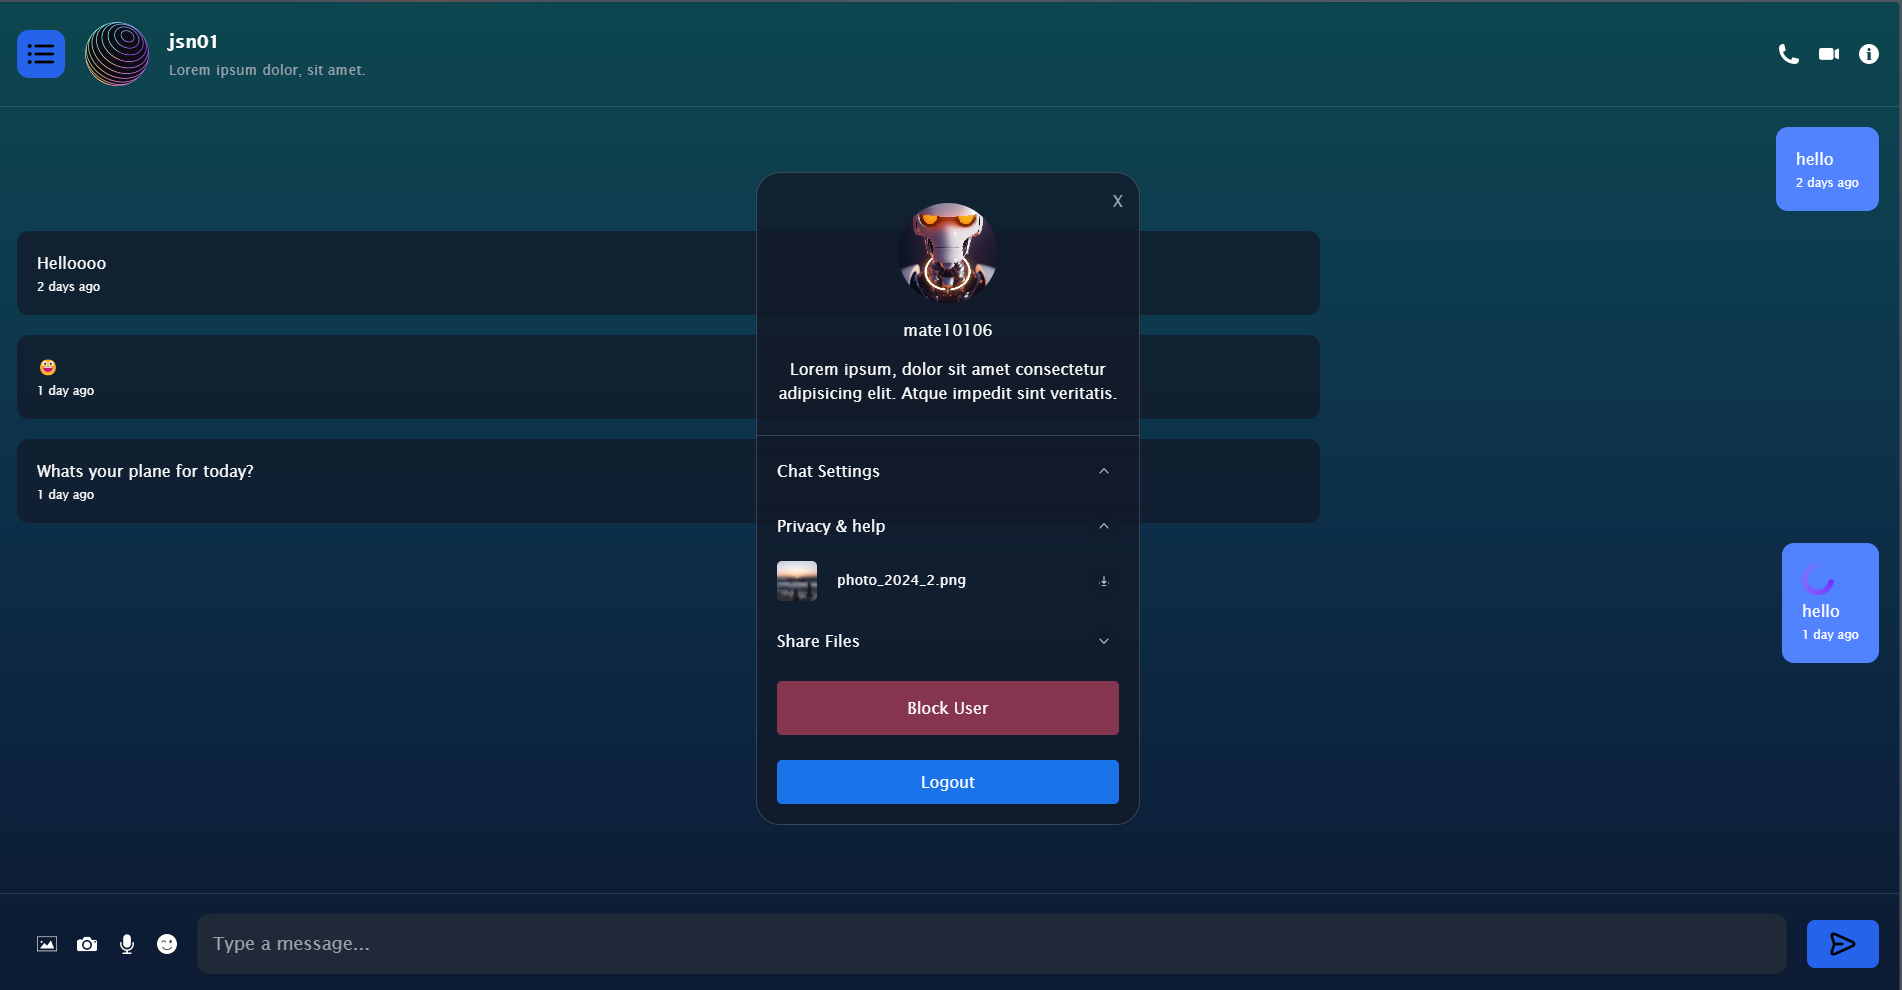 jsn01
Lorem ipsum dolor, sit amet.
hello
2 days ago
Helloooo
2 days ago
1 day ago
Whats your plane for today?
1 day ago
hello
1 day ago
X
mate10106
Lorem ipsum, dolor sit amet consectetur
adipisicing elit. Atque impedit sint veritatis.
Chat Settings
Privacy & help
photo_2024_2.png
Share Files
Block User
Logout
Type a message...